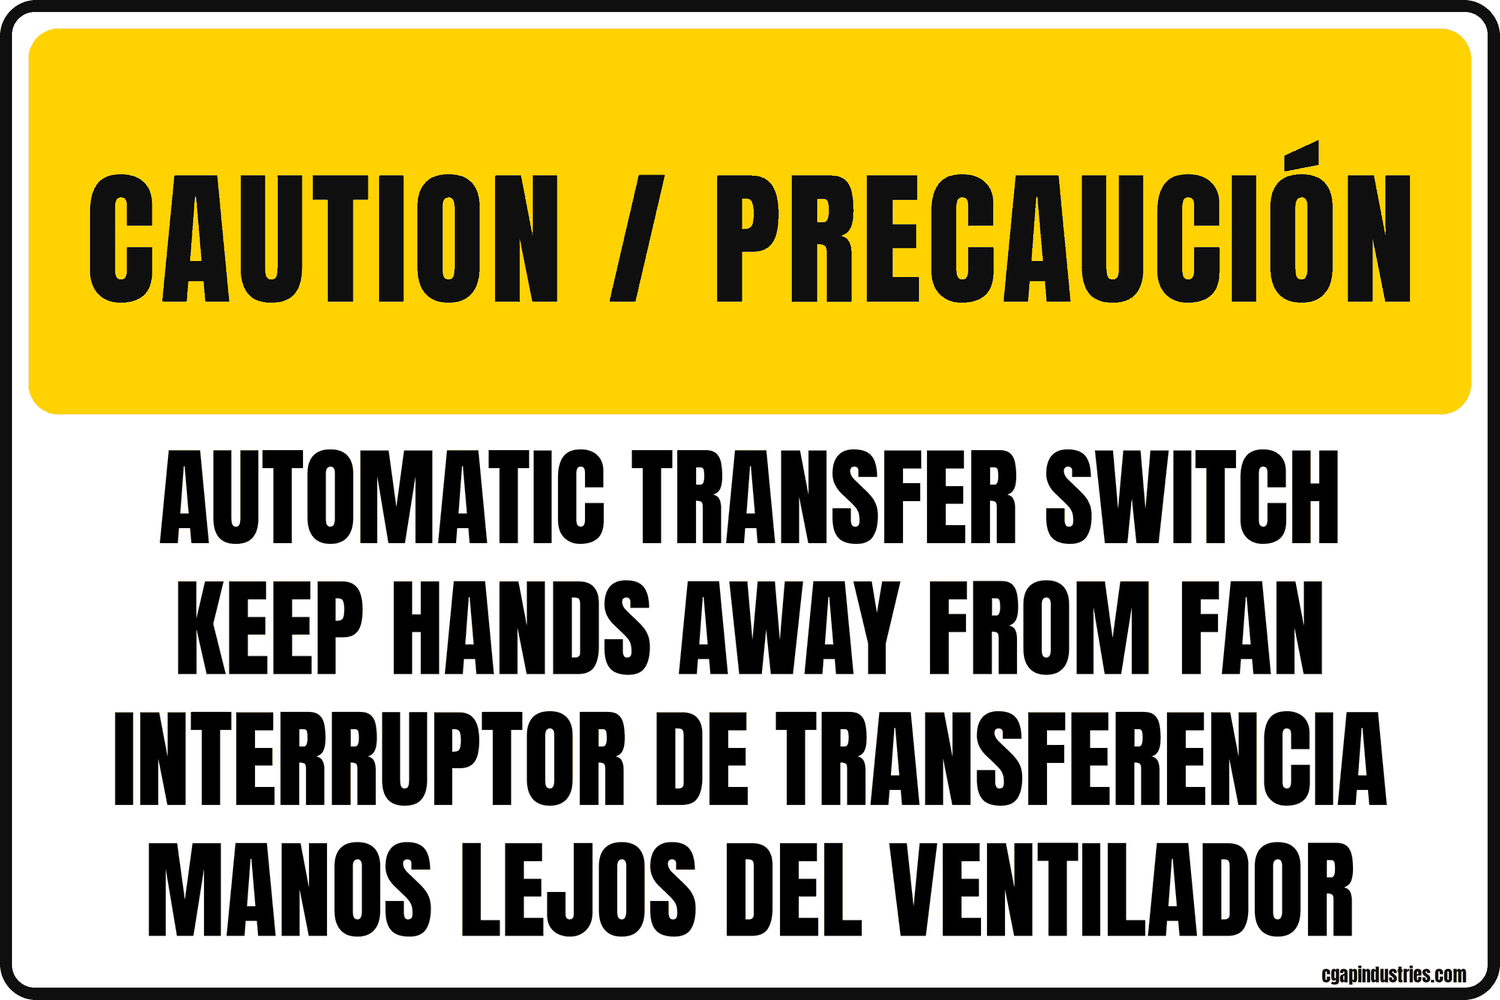 CAUTION / PRECAUCIÓN
AUTOMATIC TRANSFER SWITCH
KEEP HANDS AWAY FROM FAN
INTERRUPTOR DE TRANSFERENCIA
MANOS LEJOS DEL VENTILADOR
cgapindustries.com